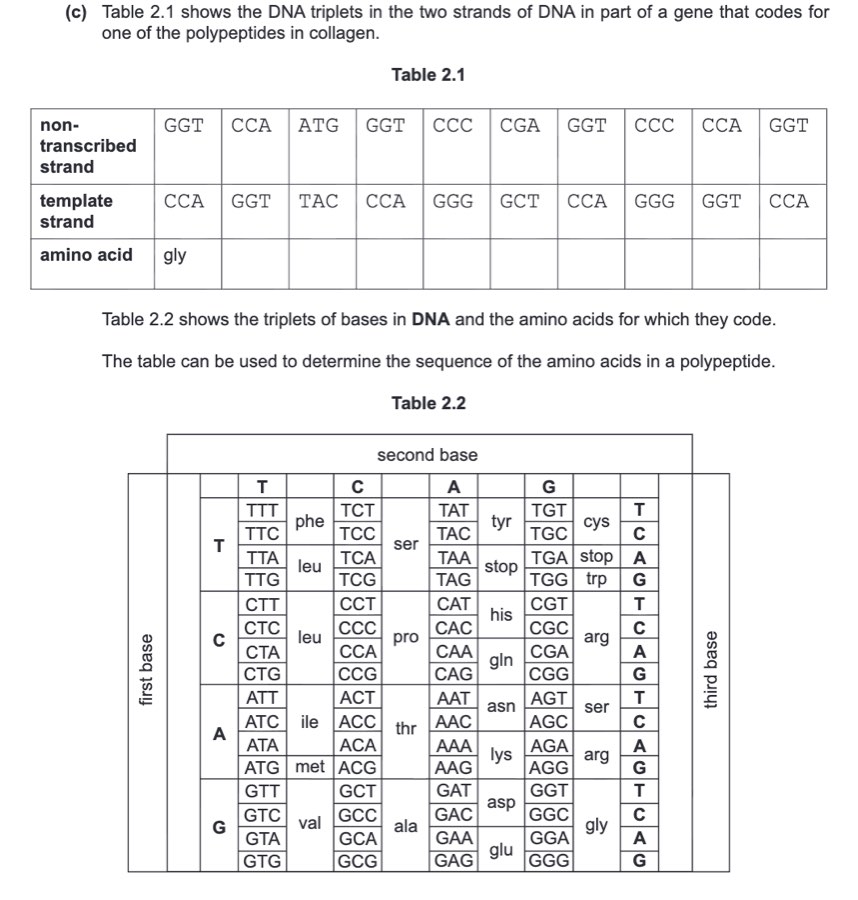 (c) Table 2.1 shows the DNA triplets in the two strands of DNA in part of a gene that codes for
one of the polypeptides in collagen.
Table 2.1
non-transcribed strand GGT CCA ATG GGT CCC CGA GGT CCC CCA GGT
template strand CCA GGT TAC CCA GGG GCT CCA GGG GGT CCA
amino acid gly
Table 2.2 shows the triplets of bases in DNA and the amino acids for which they code.
The table can be used to determine the sequence of the amino acids in a polypeptide.
Table 2.2
second base
T C A G
first base
third base
T
TTT phe TCT ser TAT tyr TGT cys T
TTC TCC TAC TGC C
TTA leu TCA TAA stop TGA stop A
TTG TCG TAG TGG trp G
C
CTT leu CCT pro CAT his CGT arg T
CTC CCC CAC CGC C
CTA CCA CAA gln CGA A
CTG CCG CAG CGG G
A
ATT ile ACT thr AAT asn AGT ser T
ATC ACC AAC AGC C
ATA ACA AAA lys AGA arg A
ATG met ACG AAG AGG G
G
GTT val GCT ala GAT asp GGT gly T
GTC GCC GAC GGC C
GTA GCA GAA glu GGA A
GTG GCG GAG GGG G